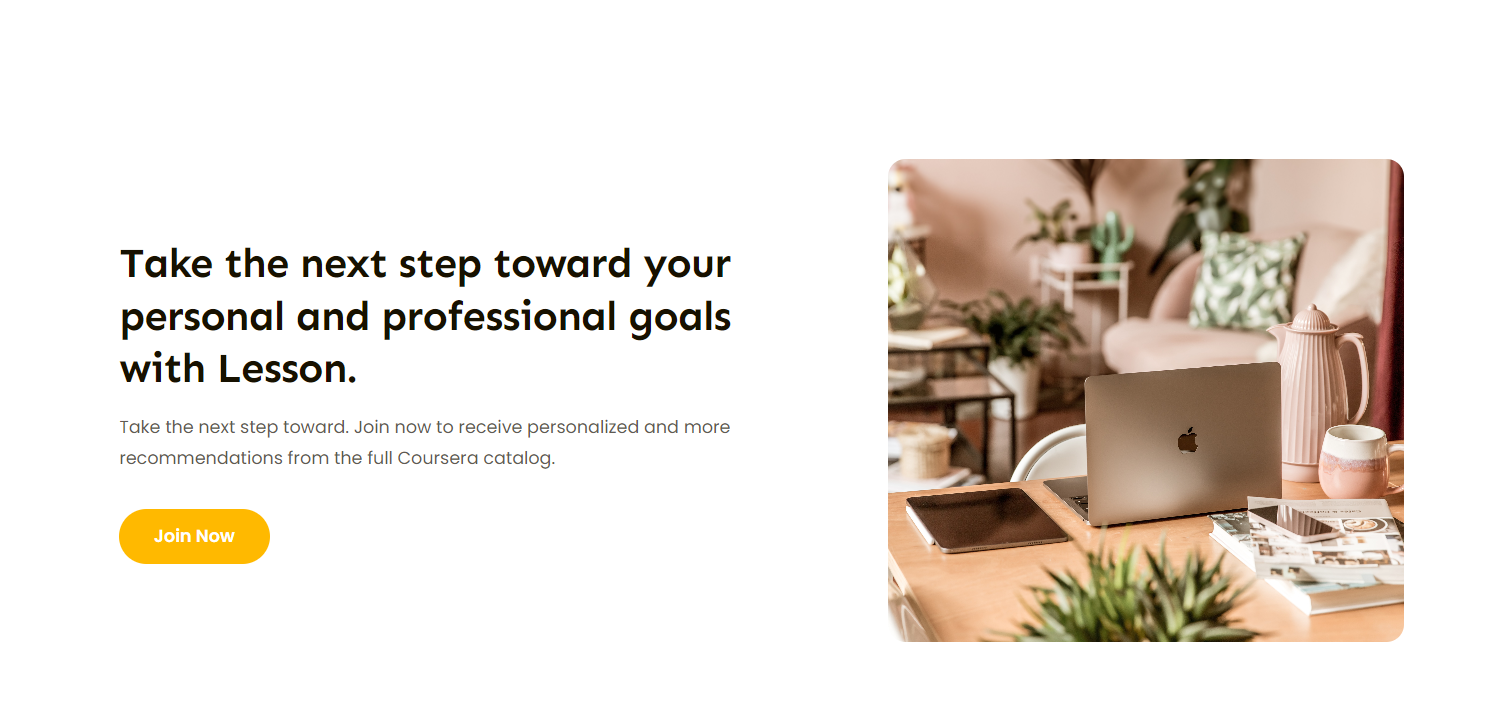 Take the next step toward your
personal and professional goals
with Lesson.
Take the next step toward. Join now to receive personalized and more
recommendations from the full Coursera catalog.
Join Now